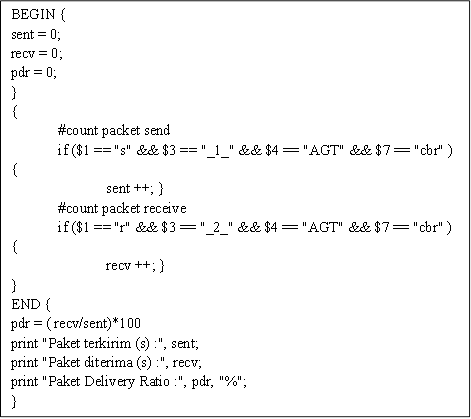 BEGIN {
sent = 0;
recv = 0;
pdr = 0;
}
{
#count packet send
if ($1 == "s" && $3 == "_1_" && $4 == "AGT" && $7 == "cbr" )
{
sent ++; }
#count packet receive
if ($1 == "r" && $3 == "_2_" && $4 == "AGT" && $7 == "cbr" )
{
recv ++; }
}
END {
pdr = ( recv/sent)*100
print "Paket terkirim (s) :", sent;
print "Paket diterima (s) :", recv;
print "Paket Delivery Ratio :", pdr, "%";
}